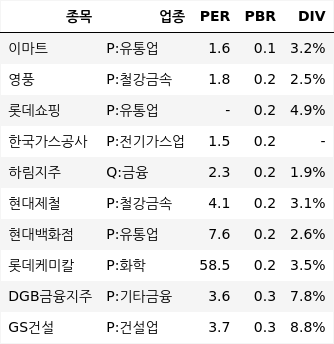 종목 업종 PER PBR DIV
이마트 P:유통업 1.6 0.1 3.2%
영풍 P:철강금속 1.8 0.2 2.5%
롯데쇼핑 P:유통업 - 0.2 4.9%
한국가스공사 P:전기가스업 1.5 0.2 -
하림지주 Q:금융 2.3 0.2 1.9%
현대제철 P:철강금속 4.1 0.2 3.1%
현대백화점 P:유통업 7.6 0.2 2.6%
롯데케미칼 P:화학 58.5 0.2 3.5%
DGB금융지주 P:기타금융 3.6 0.3 7.8%
GS건설 P:건설업 3.7 0.3 8.8%